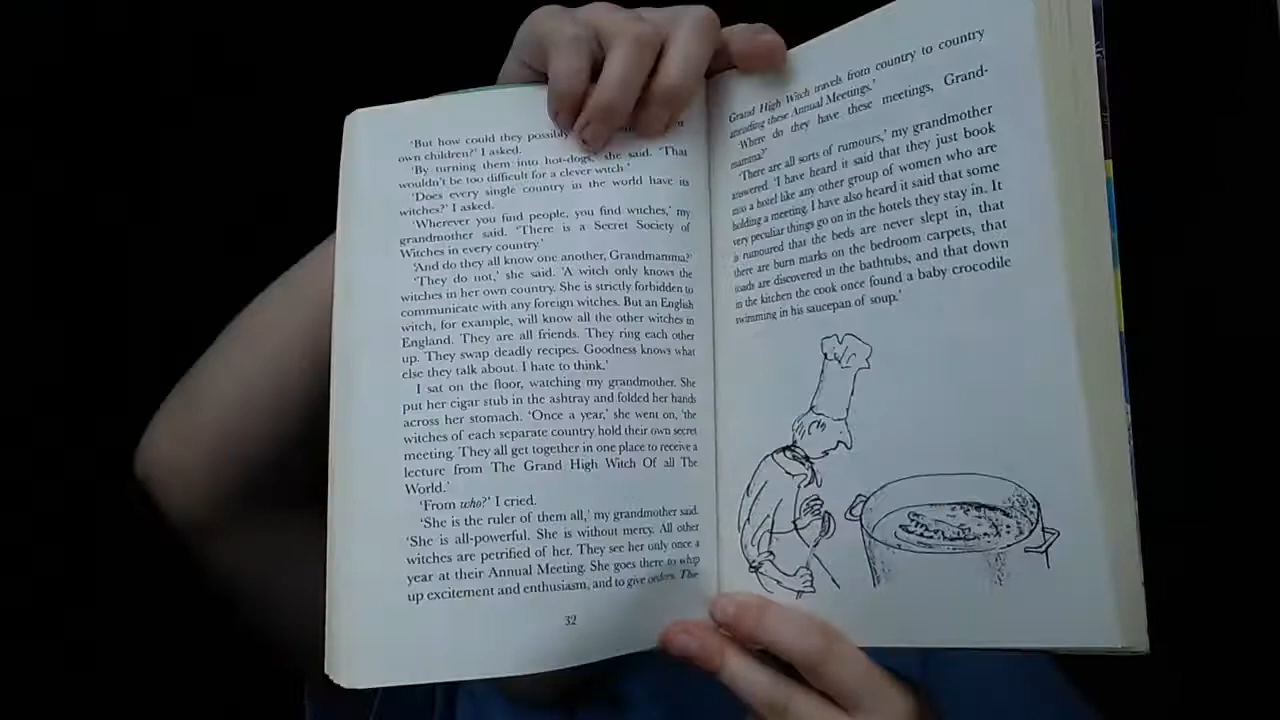 'But how could they possibly
own children?' I asked.
'By turning them into hot-dogs,' she said. 'That
wouldn't be too difficult for a clever witch.'
'Does every single country in the world have its
witches?' I asked.
'Wherever you find people, you find witches,' my
grandmother said. 'There is a Secret Society of
Witches in every country.'
'And do they all know one another, Grandmamma?'
'They do not,' she said. 'A witch only knows the
witches in her own country. She is strictly forbidden to
communicate with any foreign witches. But an English
witch, for example, will know all the other witches in
England. They are all friends. They ring each other
up. They swap deadly recipes. Goodness knows what
else they talk about. I hate to think.'
I sat on the floor, watching my grandmother. She
put her cigar stub in the ashtray and folded her hands
across her stomach. 'Once a year,' she went on, 'the
witches of each separate country hold their own secret
meeting. They all get together in one place to receive a
lecture from The Grand High Witch Of all The
World.'
'From who?' I cried.
'She is the ruler of them all,' my grandmother said.
'She is all-powerful. She is without mercy. All other
witches are petrified of her. They see her only once a
year at their Annual Meeting. She goes there to whip
up excitement and enthusiasm, and to give orders. The
32
Grand High Witch travels from country to country
attending these Annual Meetings.'
'Where do they have these meetings, Grand-
mamma?'
'There are all sorts of rumours,' my grandmother
answered. 'I have heard it said that they just book
into a hotel like any other group of women who are
holding a meeting. I have also heard it said that some
very peculiar things go on in the hotels they stay in. It
is rumoured that the beds are never slept in, that
there are burn marks on the bedroom carpets, that
toads are discovered in the bathtubs, and that down
in the kitchen the cook once found a baby crocodile
swimming in his saucepan of soup.'